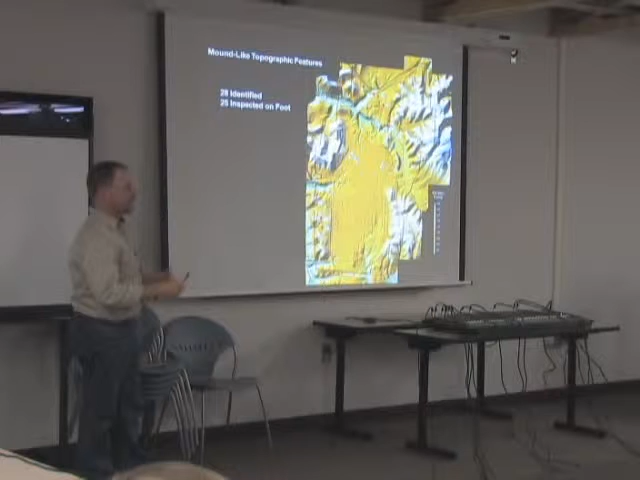 Mound-Like Topographic Features
28 Identified
25 Inspected on Foot